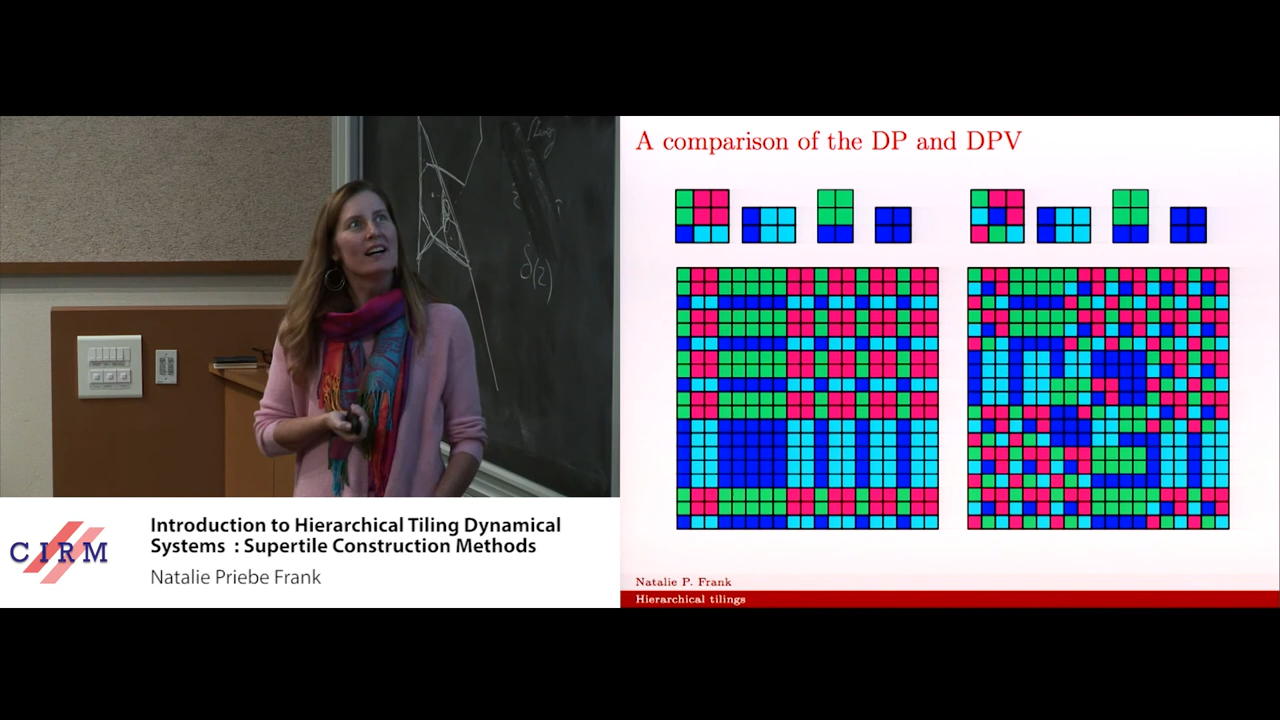 A comparison of the DP and DPV
δ(2)
CIRM
Introduction to Hierarchical Tiling Dynamical
Systems : Supertile Construction Methods
Natalie Priebe Frank
Natalie P. Frank
Hierarchical tilings